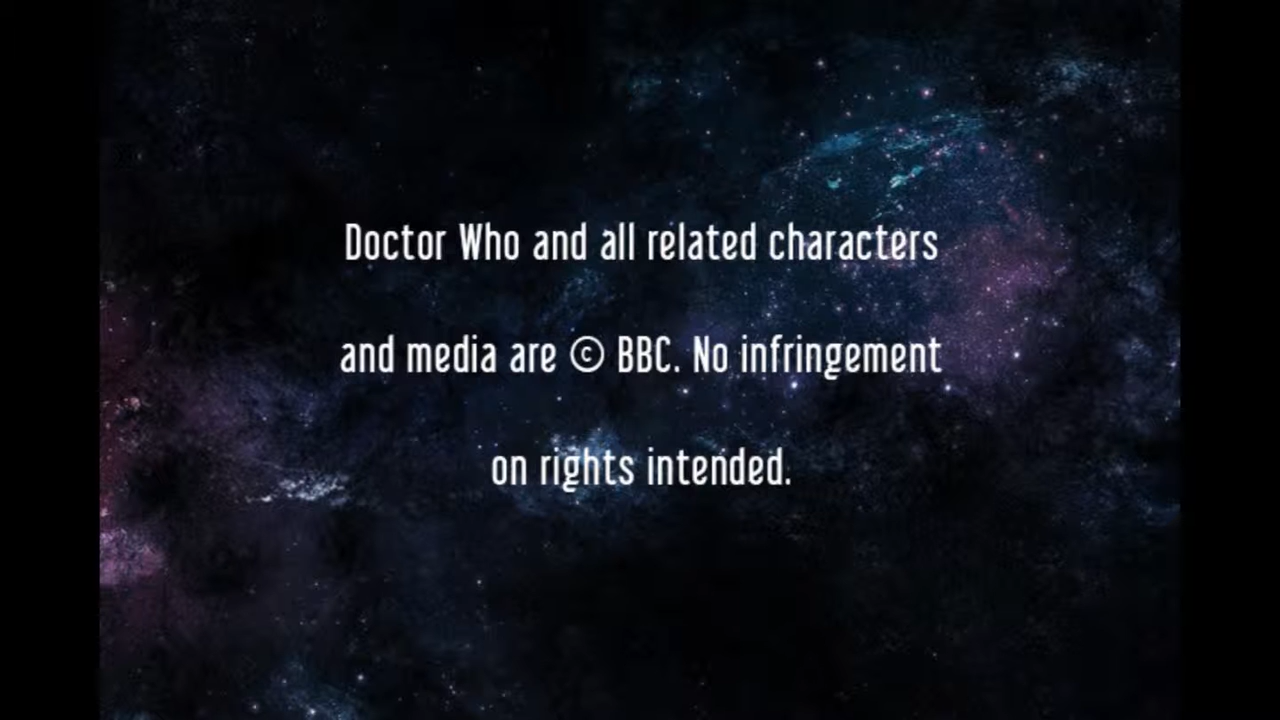 Doctor Who and all related characters
and media are © BBC. No infringement
on rights intended.